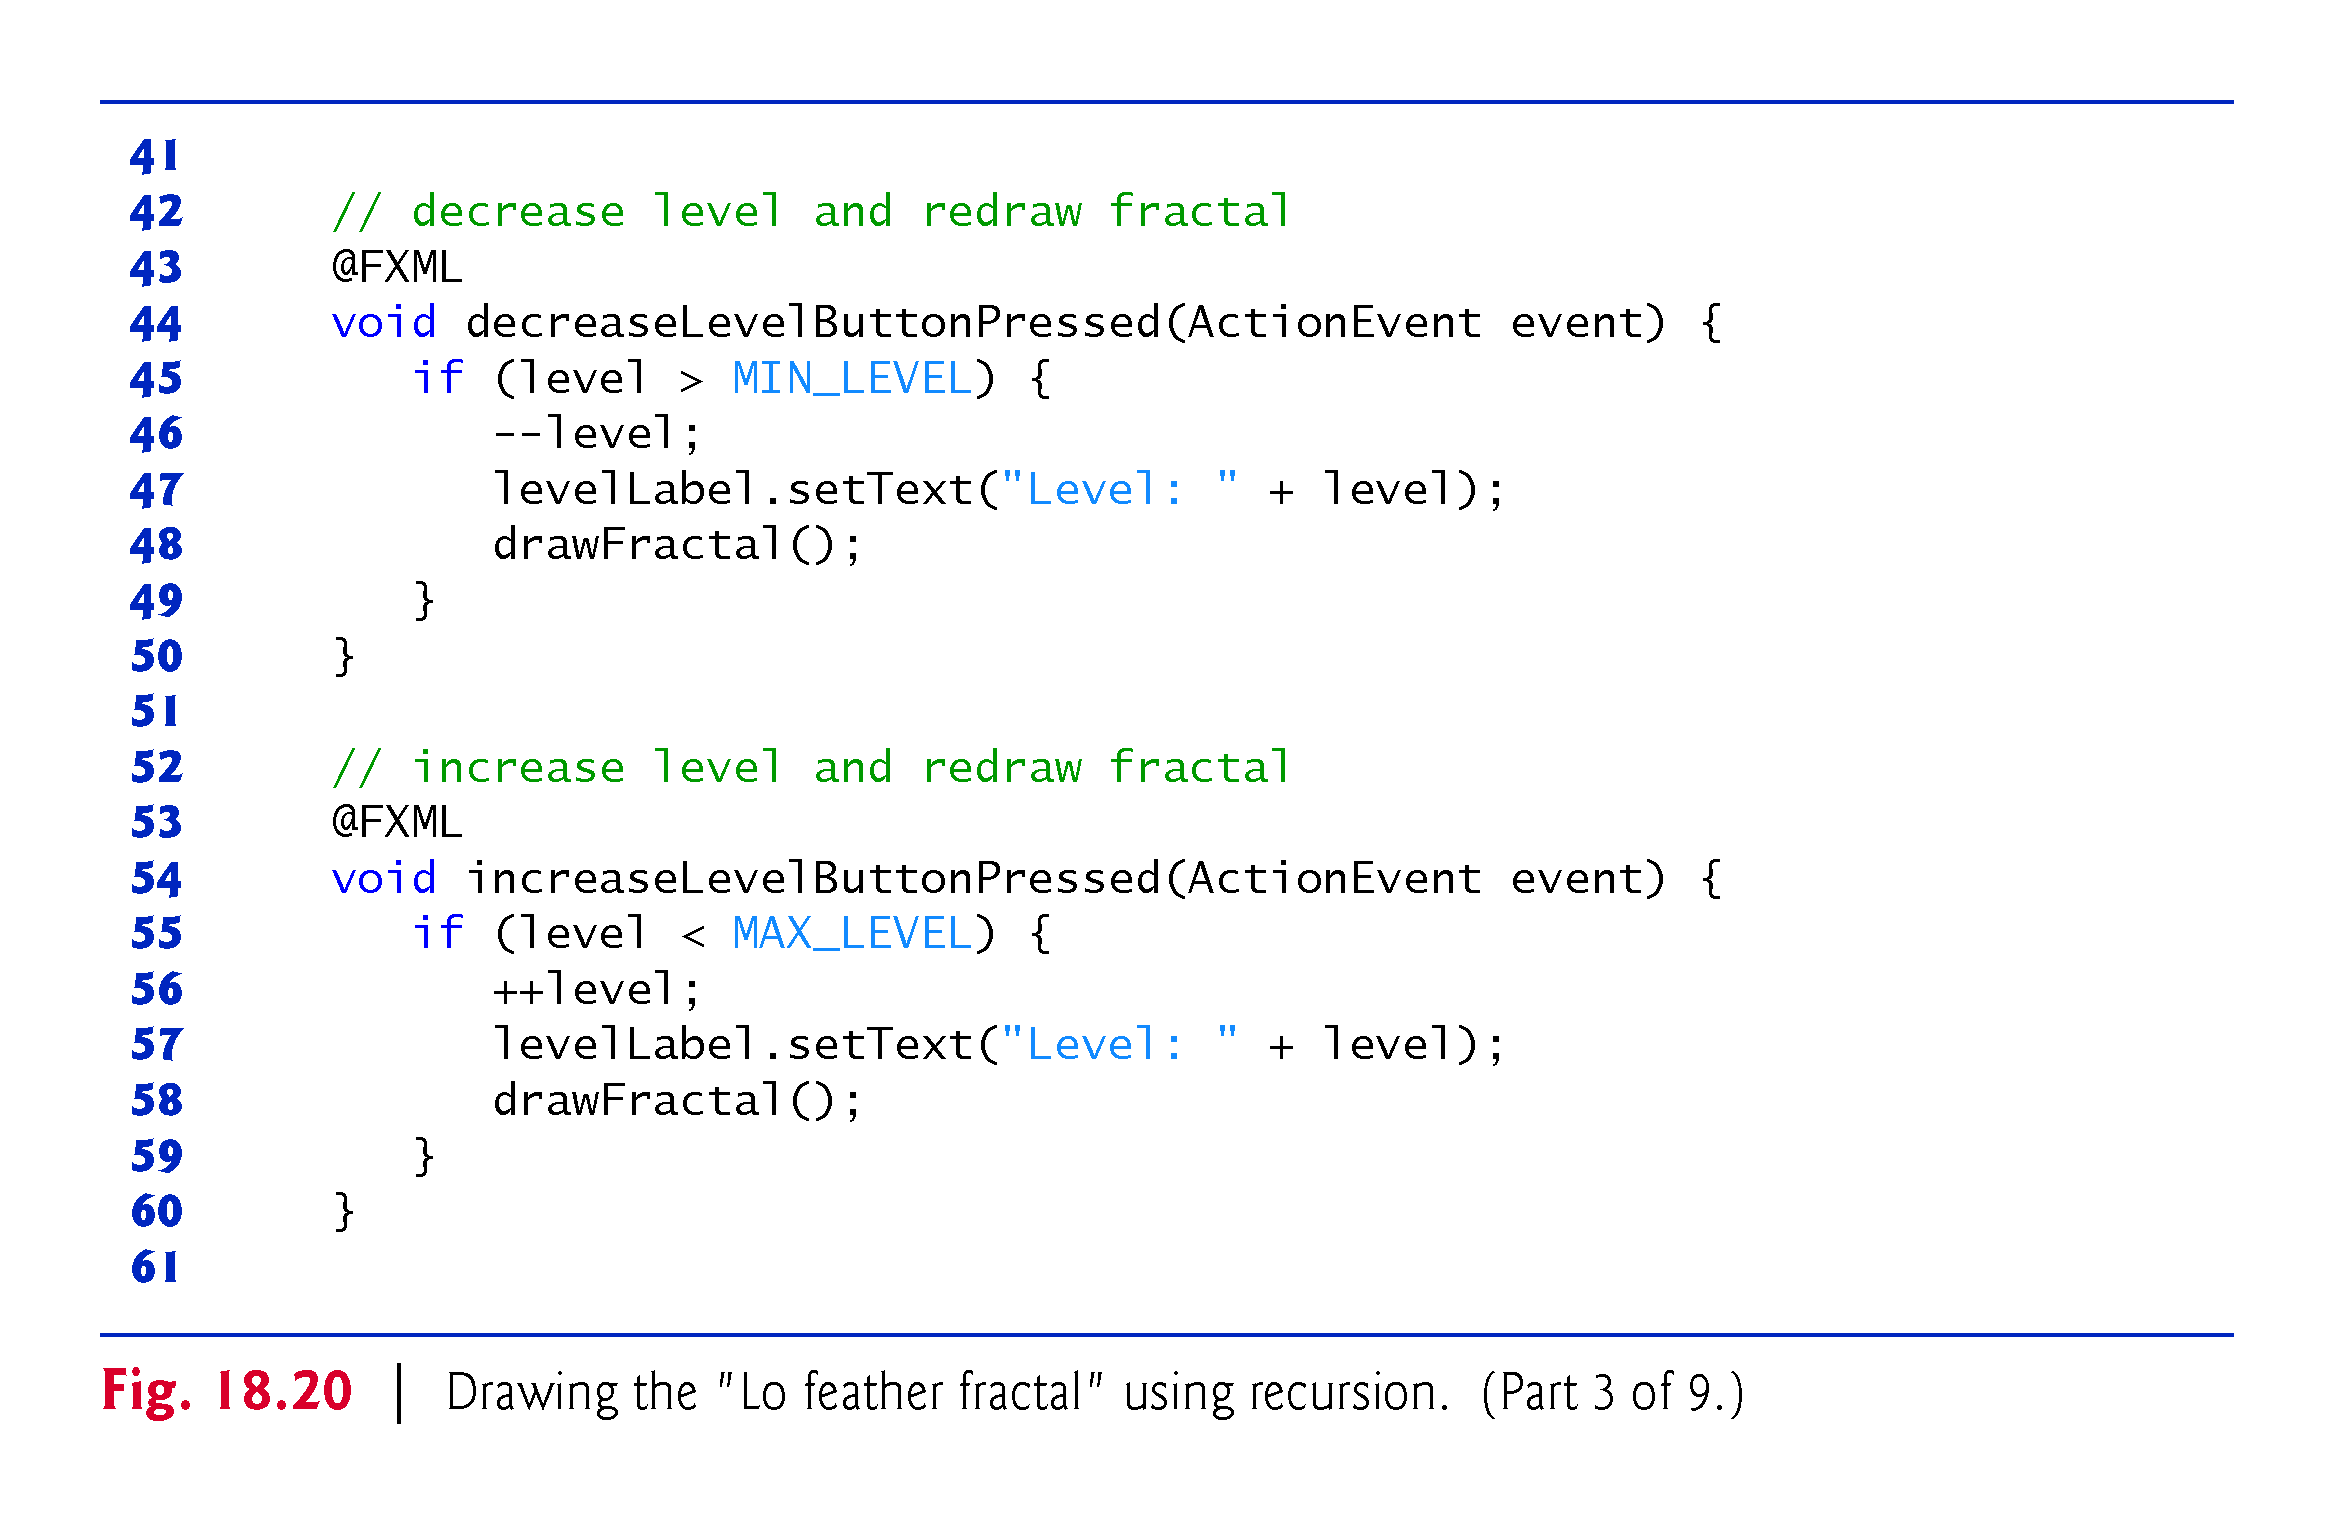 41
42 // decrease level and redraw fractal
43 @FXML
44 void decreaseLevelButtonPressed(ActionEvent event) {
45    if (level > MIN_LEVEL) {
46       --level;
47       levelLabel.setText("Level: " + level);
48       drawFractal();
49    }
50 }
51
52 // increase level and redraw fractal
53 @FXML
54 void increaseLevelButtonPressed(ActionEvent event) {
55    if (level < MAX_LEVEL) {
56       ++level;
57       levelLabel.setText("Level: " + level);
58       drawFractal();
59    }
60 }
61
Fig. 18.20 | Drawing the "Lo feather fractal" using recursion. (Part 3 of 9.)